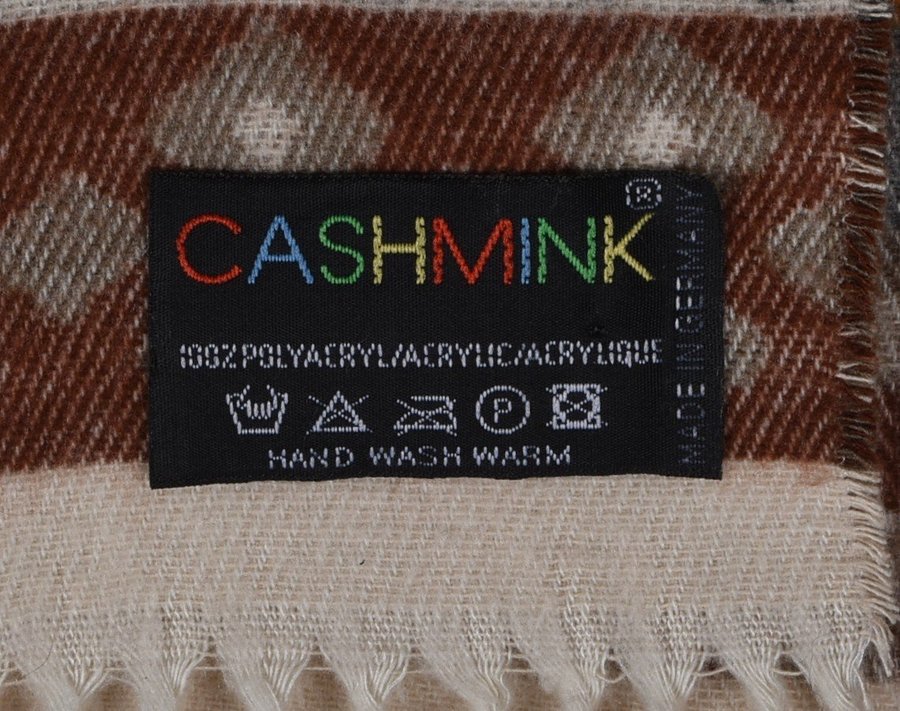 CASHMINK®
100%POLYACRYL/ACRYLIC/ACRYLIQUE
P
HAND WASH WARM
MADE IN GERMANY